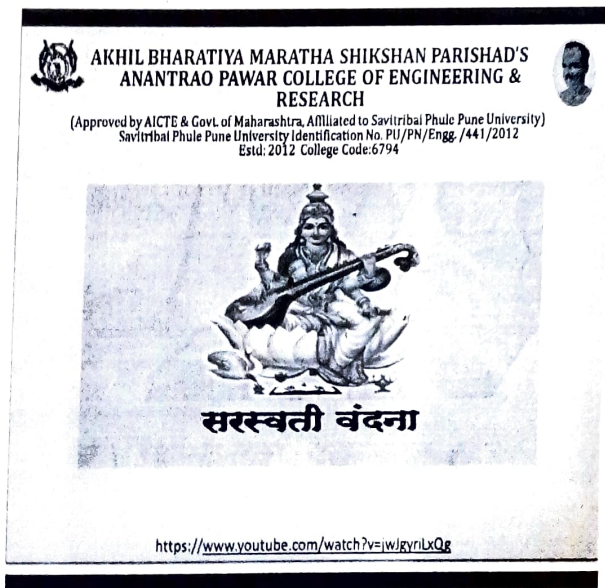 AKHIL BHARATIYA MARATHA SHIKSHAN PARISHAD'S
ANANTRAO PAWAR COLLEGE OF ENGINEERING &
RESEARCH
(Approved by AICTE & Govt. of Maharashtra, Affiliated to Savitribai Phule Pune University)
Savitribai Phule Pune University Identification No. PU/PN/Engg. /441/2012
Estd: 2012 College Code:6794
सरस्वती वंदना
https://www.youtube.com/watch?v=jwJgyriLxQg